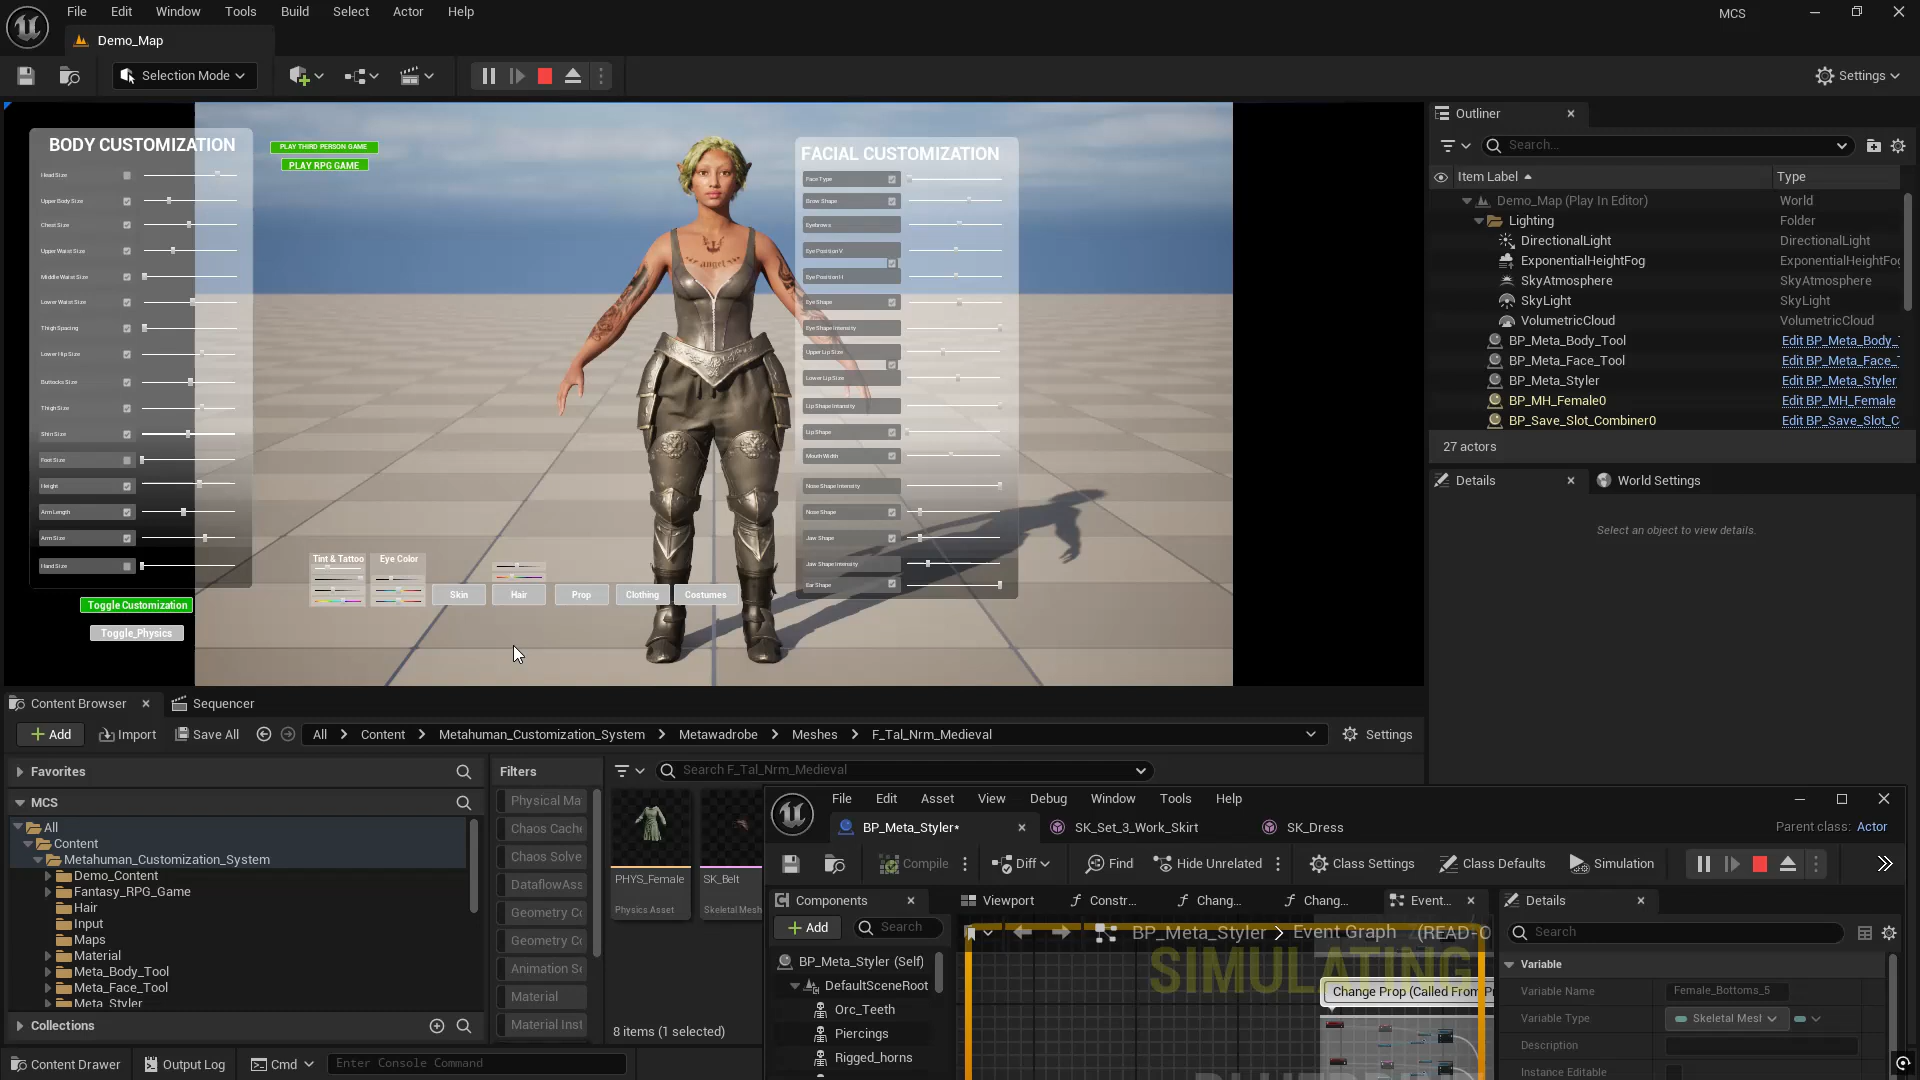 File Edit Window Tools Build Select Actor Help
MCS
Demo_Map
Selection Mode
Settings
BODY CUSTOMIZATION
Head Size
Upper Body Size
Chest Size
Upper Waist Size
Middle Waist Size
Lower Waist Size
Thigh Spacing
Lower Hip Size
Buttocks Size
Thigh Size
Shin Size
Foot Size
Height
Arm Length
Arm Size
Hand Size
Toggle Customization
Toggle_Physics
PLAY THIRD PERSON GAME
PLAY RPG GAME
angel
FACIAL CUSTOMIZATION
Face Type
Brow Shape
Eyebrows
Eye Position V
Eye Position H
Eye Shape
Eye Shape Intensity
Upper Lip Size
Lower Lip Size
Lip Shape Intensity
Lip Shape
Mouth Width
Nose Shape Intensity
Nose Shape
Jaw Shape
Jaw Shape Intensity
Ear Shape
Tint & Tattoo
Eye Color
Skin
Hair
Prop
Clothing
Costumes
Outliner
Search...
Item Label Type
Demo_Map (Play In Editor) World
Lighting Folder
DirectionalLight DirectionalLight
ExponentialHeightFog ExponentialHeightFog
SkyAtmosphere SkyAtmosphere
SkyLight SkyLight
VolumetricCloud VolumetricCloud
BP_Meta_Body_Tool Edit BP_Meta_Body_
BP_Meta_Face_Tool Edit BP_Meta_Face_
BP_Meta_Styler Edit BP_Meta_Styler
BP_MH_Female0 Edit BP_MH_Female
BP_Save_Slot_Combiner0 Edit BP_Save_Slot_C
27 actors
Details World Settings
Select an object to view details.
Content Browser Sequencer
Add Import Save All All Content Metahuman_Customization_System Metawadrobe Meshes F_Tal_Nrm_Medieval Settings
Favorites
MCS
All
Content
Metahuman_Customization_System
Demo_Content
Fantasy_RPG_Game
Hair
Input
Maps
Material
Meta_Body_Tool
Meta_Face_Tool
Meta_Styler
Collections
Filters
Physical Ma
Chaos Cache
Chaos Solve
DataflowAss
Geometry Co
Geometry Co
Animation Se
Material
Material Inst
Search F_Tal_Nrm_Medieval
PHYS_Female
Physics Asset
SK_Belt
Skeletal Mesh
8 items (1 selected)
Content Drawer Output Log Cmd Enter Console Command
File Edit Asset View Debug Window Tools Help
BP_Meta_Styler* SK_Set_3_Work_Skirt SK_Dress
Parent class: Actor
Compile Diff Find Hide Unrelated Class Settings Class Defaults Simulation
Components
Add Search
BP_Meta_Styler (Self)
DefaultSceneRoot
Orc_Teeth
Piercings
Rigged_horns
Viewport Constr... Chang... Chang... Event...
BP_Meta_Styler > Event Graph (READ-O
SIMULATING
Change Prop (Called From Pr
Details
Search
Variable
Variable Name Female_Bottoms_5
Variable Type Skeletal Mesh
Description
Instance Editable